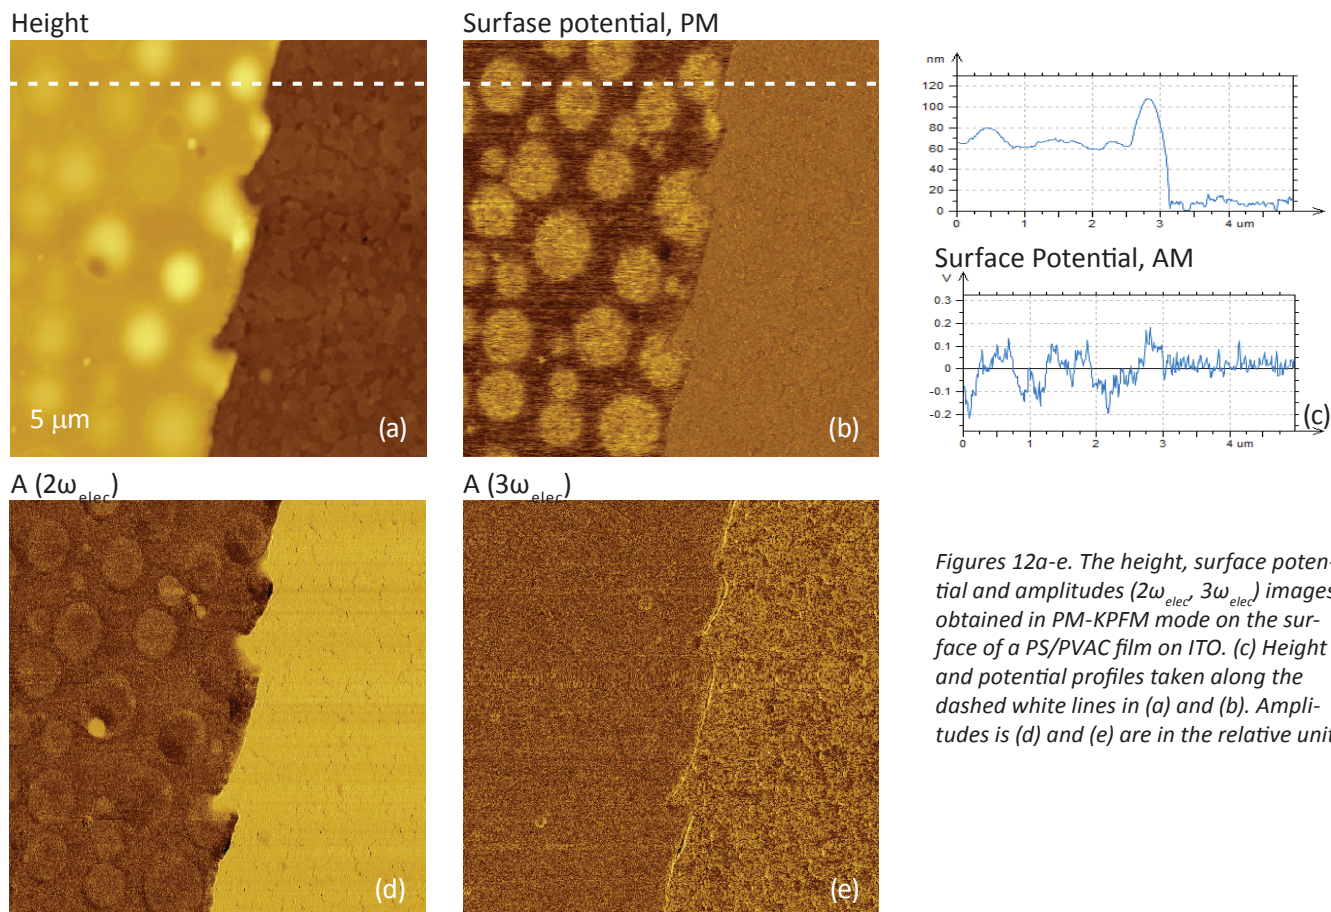 Height
Surfase potential, PM
nm
120
100
80
60
40
20
0
0 1 2 3 4 um
Surface Potential, AM
V
0.3
0.2
0.1
0
-0.1
-0.2
0 1 2 3 4 um
(c)
5 µm
(a)
(b)
A (2ω elec)
A (3ω elec)
(d)
(e)
Figures 12a-e. The height, surface poten-
tial and amplitudes (2ωelec, 3ωelec) images
obtained in PM-KPFM mode on the sur-
face of a PS/PVAC film on ITO. (c) Height
and potential profiles taken along the
dashed white lines in (a) and (b). Ampli-
tudes is (d) and (e) are in the relative unit